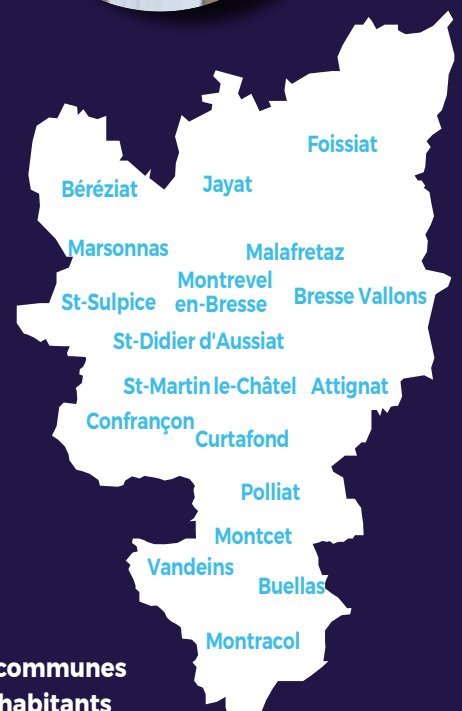 Foissiat
Béréziat
Jayat
Marsonnas
Malafretaz
Montrevel
en-Bresse
Bresse Vallons
St-Sulpice
St-Didier d'Aussiat
St-Martin le-Châtel
Attignat
Confrançon
Curtafond
Polliat
Montcet
Vandeins
Buellas
Montracol
communes
habitants